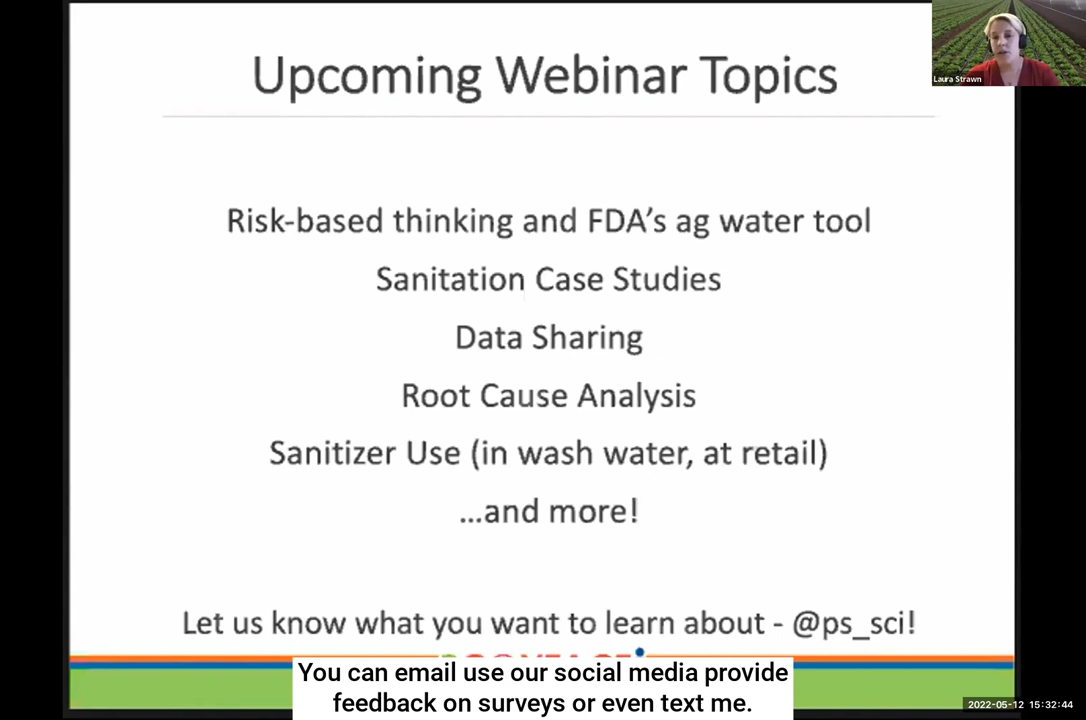 Upcoming Webinar Topics
Laura Strawn
Risk-based thinking and FDA's ag water tool
Sanitation Case Studies
Data Sharing
Root Cause Analysis
Sanitizer Use (in wash water, at retail)
...and more!
Let us know what you want to learn about - @ps_sci!
You can email use our social media provide
feedback on surveys or even text me.
2022-05-12 15:32:44